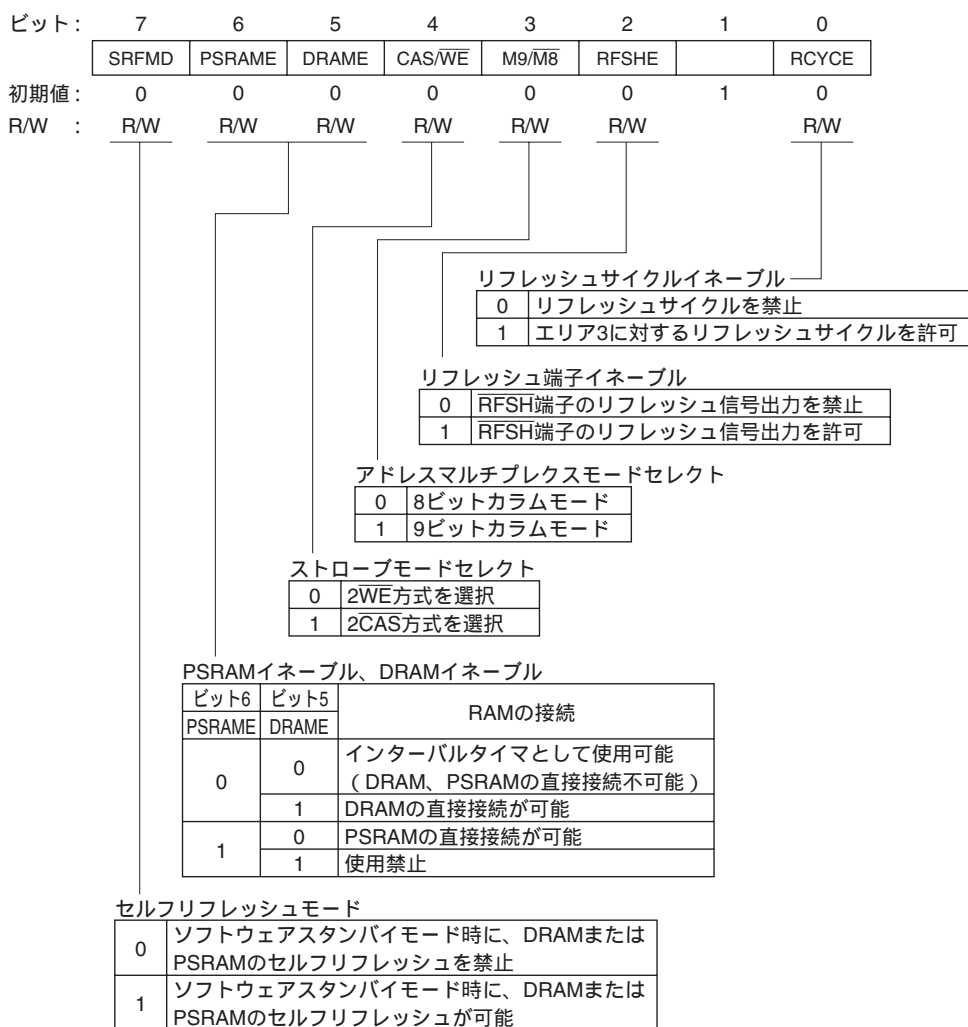 ビット: 7 6 5 4 3 2 1 0
SRFMD PSRAME DRAME CAS/WE M9/M8 RFSHE RCYCE
初期値: 0 0 0 0 0 0 1 0
R/W : R/W R/W R/W R/W R/W R/W R/W
リフレッシュサイクルイネーブル
0 リフレッシュサイクルを禁止
1 エリア3に対するリフレッシュサイクルを許可
リフレッシュ端子イネーブル
0 RFSH端子のリフレッシュ信号出力を禁止
1 RFSH端子のリフレッシュ信号出力を許可
アドレスマルチプレクスモードセレクト
0 8ビットカラムモード
1 9ビットカラムモード
ストローブモードセレクト
0 2WE方式を選択
1 2CAS方式を選択
PSRAMイネーブル、DRAMイネーブル
ビット6 ビット5 RAMの接続
PSRAME DRAME
0 0 インターバルタイマとして使用可能
(DRAM、PSRAMの直接接続不可能)
1 DRAMの直接接続が可能
1 0 PSRAMの直接接続が可能
1 使用禁止
セルフリフレッシュモード
0 ソフトウェアスタンバイモード時に、DRAMまたは
PSRAMのセルフリフレッシュを禁止
1 ソフトウェアスタンバイモード時に、DRAMまたは
PSRAMのセルフリフレッシュが可能